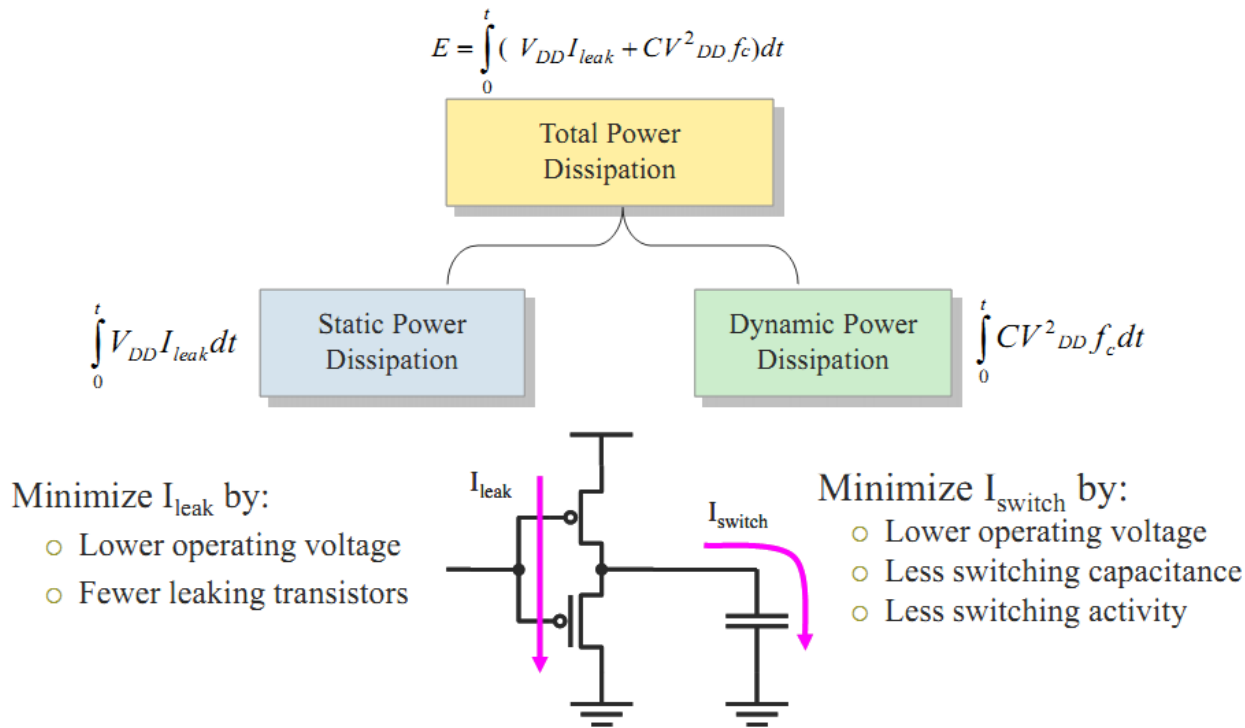 E = ∫₀ᵗ ( V_DD I_leak + CV²_DD f_c)dt
Total Power
Dissipation
∫₀ᵗ V_DD I_leak dt
Static Power
Dissipation
Dynamic Power
Dissipation
∫₀ᵗ CV²_DD f_c dt
Minimize I_leak by:
○ Lower operating voltage
○ Fewer leaking transistors
I_leak
I_switch
Minimize I_switch by:
○ Lower operating voltage
○ Less switching capacitance
○ Less switching activity